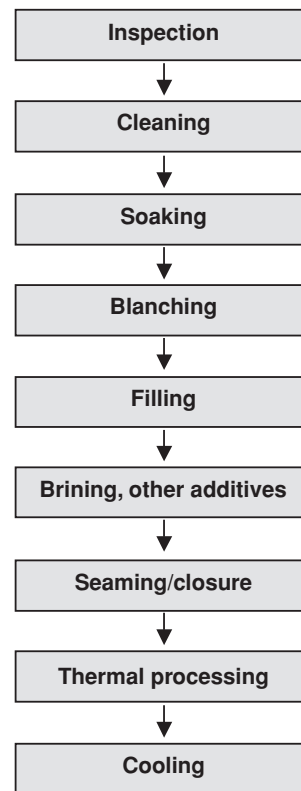 Inspection
Cleaning
Soaking
Blanching
Filling
Brining, other additives
Seaming/closure
Thermal processing
Cooling